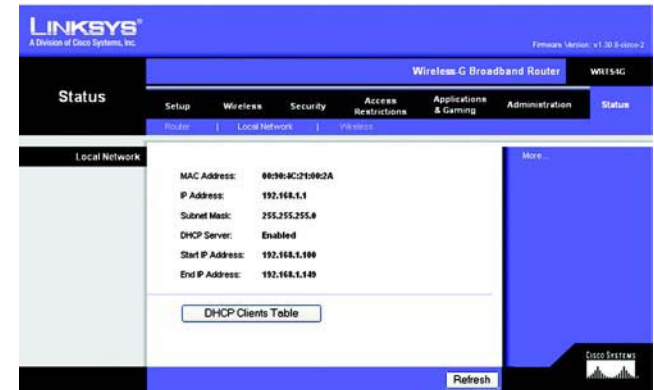 LINKSYS®
A Division of Cisco Systems, Inc.
Firmware Version: v1.30.8-cisco-2
Wireless-G Broadband Router WRT54G
Status
Setup Wireless Security Access Restrictions Applications & Gaming Administration Status
Router | Local Network | Wireless
Local Network
More...
MAC Address: 00:90:4C:21:00:2A
IP Address: 192.168.1.1
Subnet Mask: 255.255.255.0
DHCP Server: Enabled
Start IP Address: 192.168.1.100
End IP Address: 192.168.1.149
DHCP Clients Table
Refresh
CISCO SYSTEMS